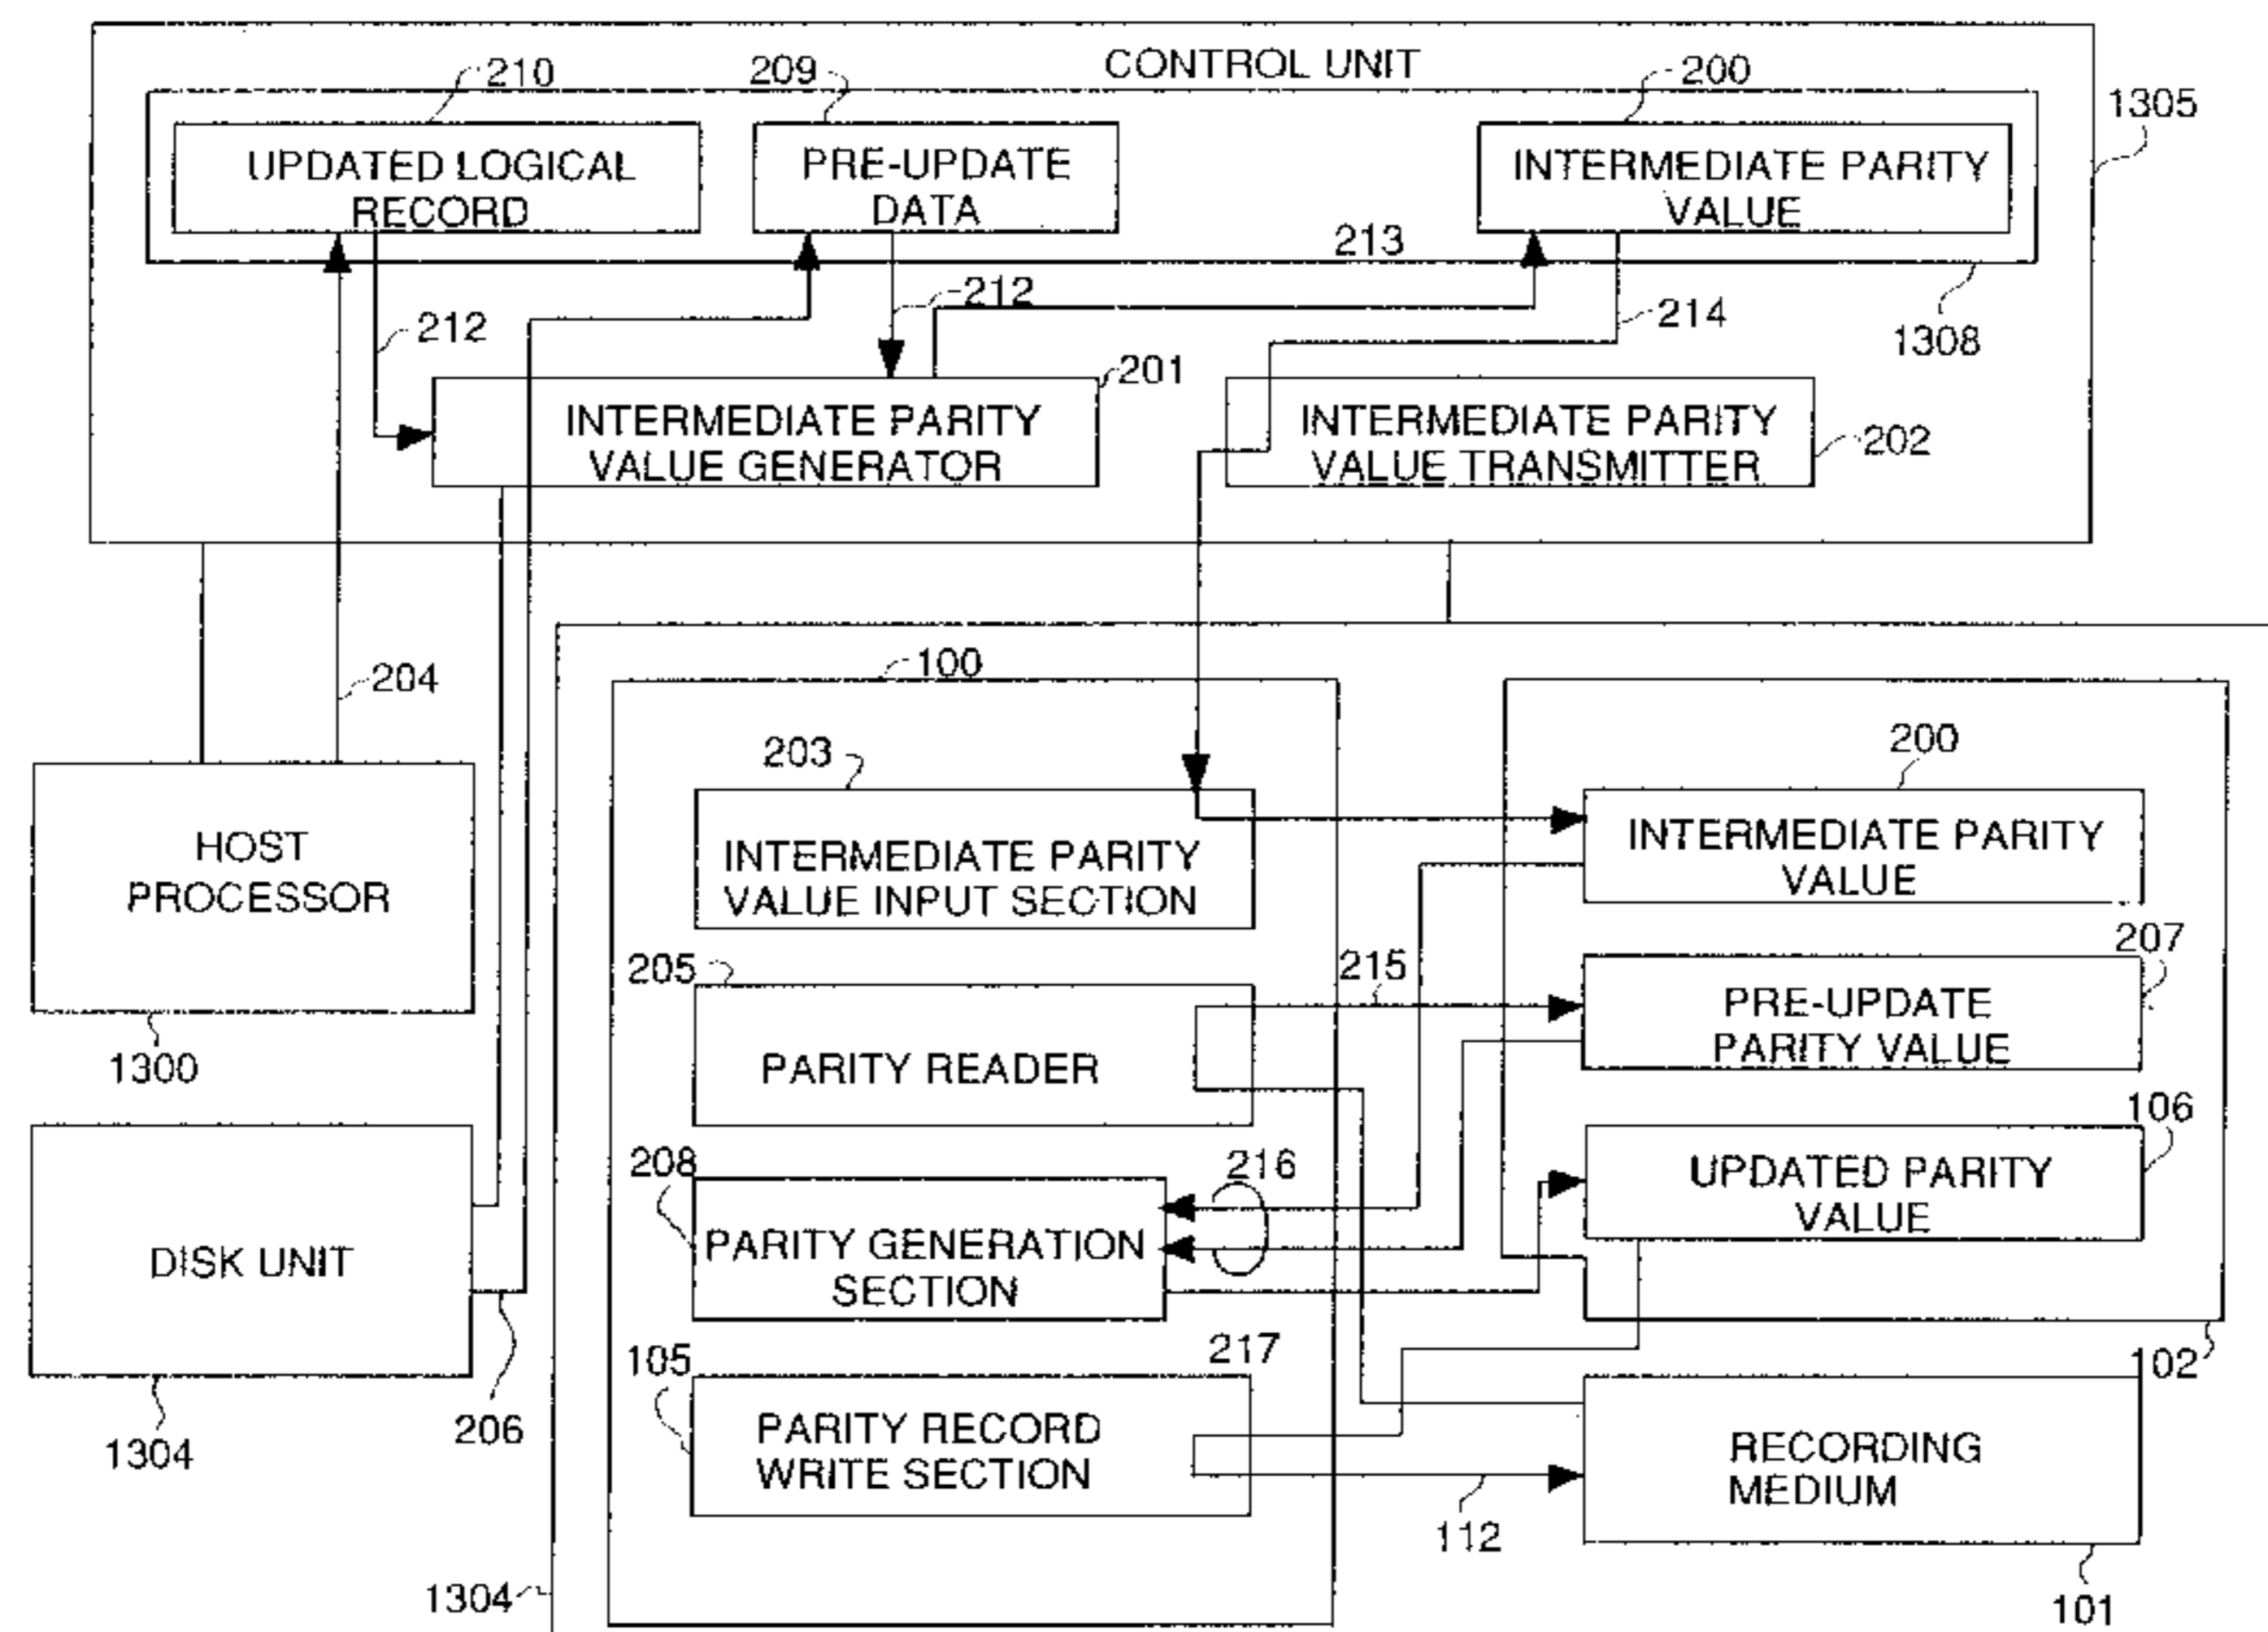 CONTROL UNIT
210
209
200
1305
UPDATED LOGICAL
RECORD
PRE-UPDATE
DATA
INTERMEDIATE PARITY
VALUE
213
212
212
214
1308
201
INTERMEDIATE PARITY
VALUE GENERATOR
INTERMEDIATE PARITY
VALUE TRANSMITTER
202
204
100
203
200
HOST
PROCESSOR
INTERMEDIATE PARITY
VALUE INPUT SECTION
INTERMEDIATE PARITY
VALUE
205
215
207
1300
PARITY READER
PRE-UPDATE
PARITY VALUE
106
208
216
UPDATED PARITY
VALUE
DISK UNIT
PARITY GENERATION
SECTION
217
102
105
1304
206
PARITY RECORD
WRITE SECTION
RECORDING
MEDIUM
112
1304
101